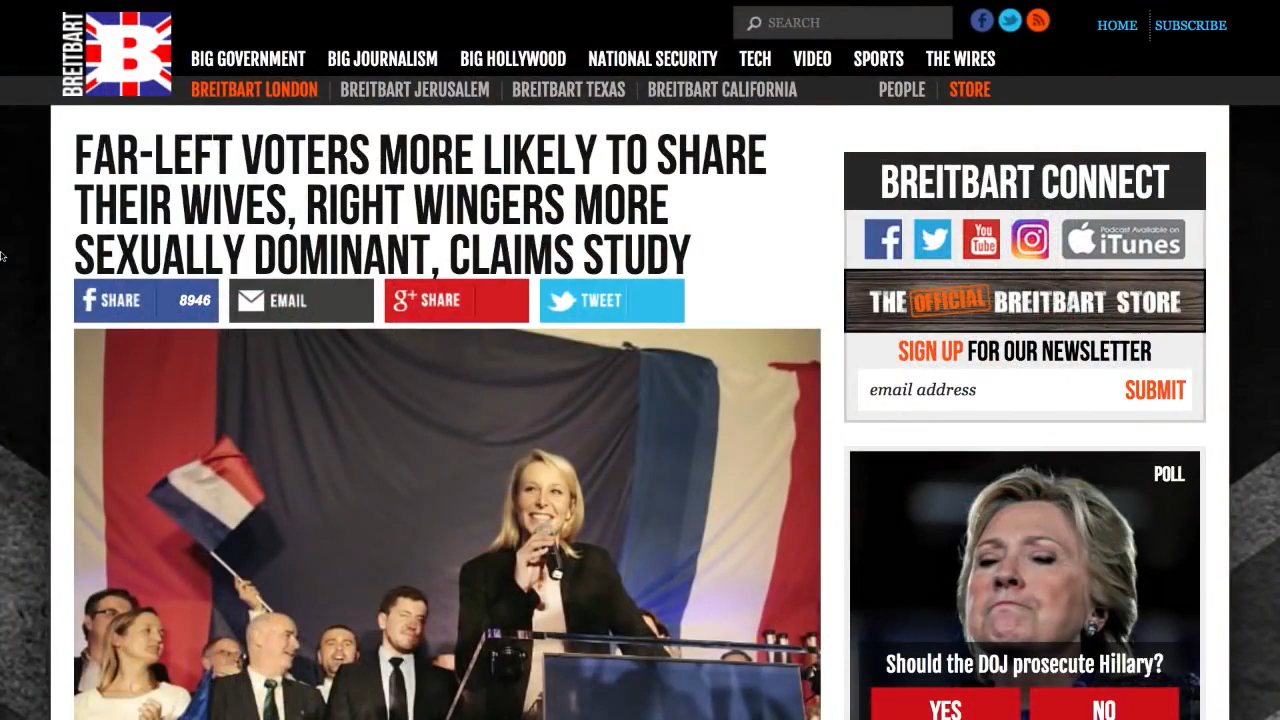 BREITBART
B
SEARCH
HOME
SUBSCRIBE
BIG GOVERNMENT BIG JOURNALISM BIG HOLLYWOOD NATIONAL SECURITY TECH VIDEO SPORTS THE WIRES
BREITBART LONDON BREITBART JERUSALEM BREITBART TEXAS BREITBART CALIFORNIA PEOPLE STORE
FAR-LEFT VOTERS MORE LIKELY TO SHARE
THEIR WIVES, RIGHT WINGERS MORE
SEXUALLY DOMINANT, CLAIMS STUDY
f SHARE 8946
EMAIL
g+ SHARE
TWEET
BREITBART CONNECT
f
You
Tube
Podcast Available on
iTunes
THE OFFICIAL BREITBART STORE
SIGN UP FOR OUR NEWSLETTER
email address SUBMIT
POLL
Should the DOJ prosecute Hillary?
YES NO